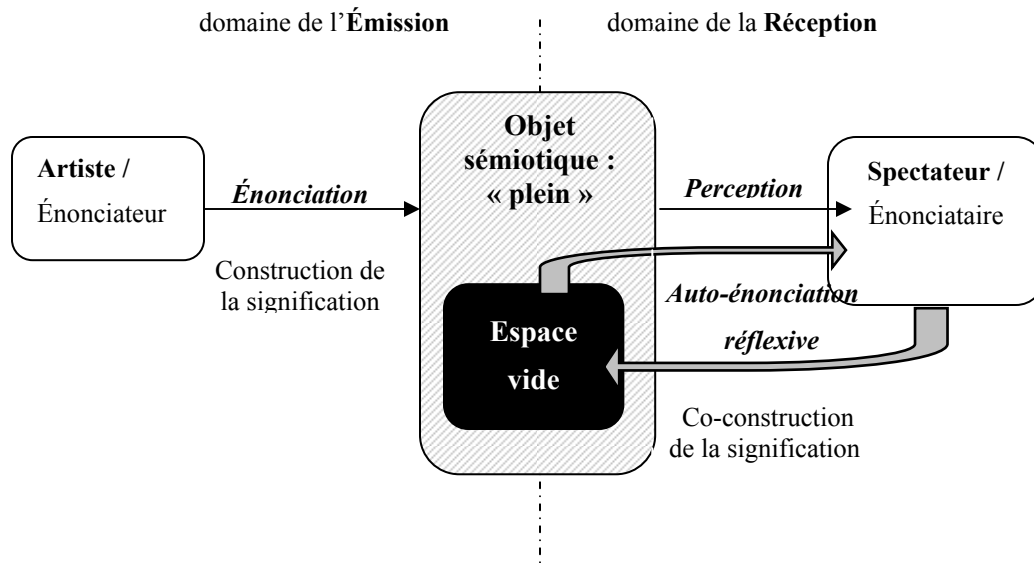 domaine de l’Émission
domaine de la Réception
Artiste /
Énonciateur
Énonciation
Construction de
la signification
Objet
sémiotique :
« plein »
Espace
vide
Perception
Spectateur /
Énonciataire
Auto-énonciation
réflexive
Co-construction
de la signification